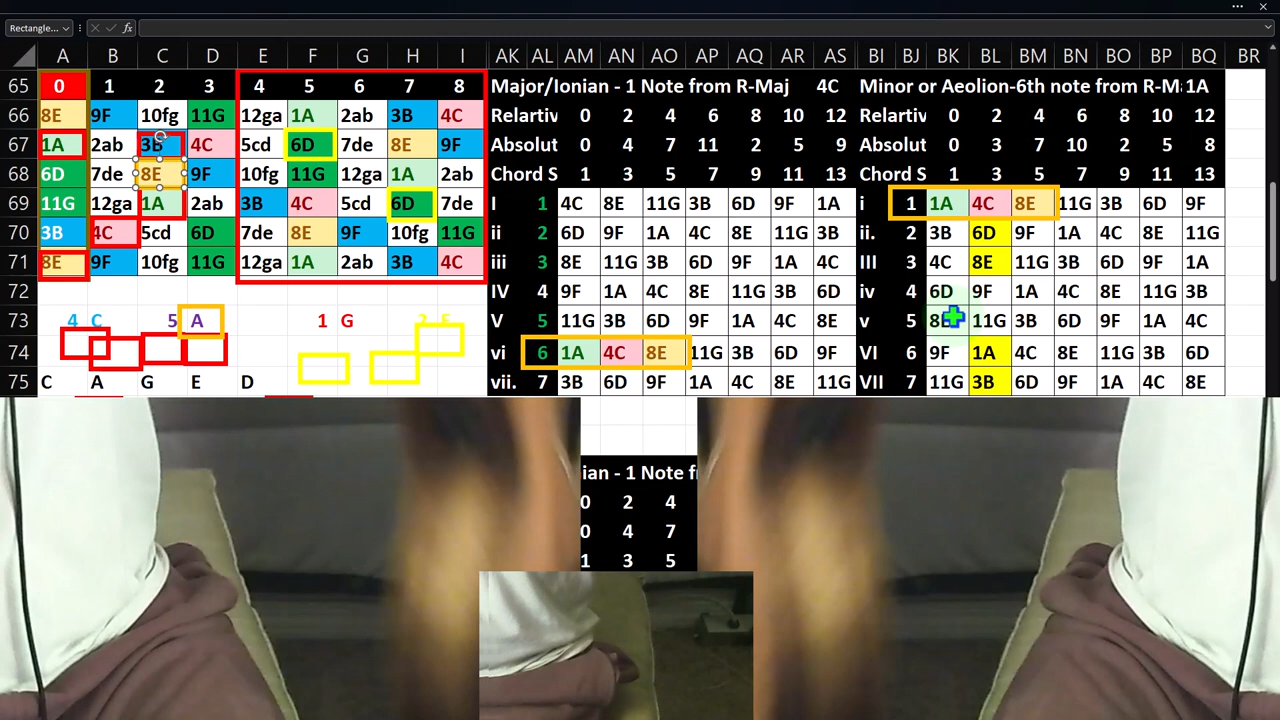 Rectangle...
fx
A B C D E F G H I AK AL AM AN AO AP AQ AR AS BI BJ BK BL BM BN BO BP BQ BR
65 0 1 2 3 4 5 6 7 8 Major/Ionian - 1 Note from R-Maj 4C Minor or Aeolion-6th note from R-M 1A
66 8E 9F 10fg 11G 12ga 1A 2ab 3B 4C Relartiv 0 2 4 6 8 10 12 Relartiv 0 2 4 6 8 10 12
67 1A 2ab 3B 4C 5cd 6D 7de 8E 9F Absolut 0 4 7 11 2 5 9 Absolut 0 3 7 10 2 5 8
68 6D 7de 8E 9F 10fg 11G 12ga 1A 2ab Chord S 1 3 5 7 9 11 13 Chord S 1 3 5 7 9 11 13
69 11G 12ga 1A 2ab 3B 4C 5cd 6D 7de I 1 4C 8E 11G 3B 6D 9F 1A i 1 1A 4C 8E 11G 3B 6D 9F
70 3B 4C 5cd 6D 7de 8E 9F 10fg 11G ii 2 6D 9F 1A 4C 8E 11G 3B ii. 2 3B 6D 9F 1A 4C 8E 11G
71 8E 9F 10fg 11G 12ga 1A 2ab 3B 4C iii 3 8E 11G 3B 6D 9F 1A 4C III 3 4C 8E 11G 3B 6D 9F 1A
72 IV 4 9F 1A 4C 8E 11G 3B 6D iv 4 6D 9F 1A 4C 8E 11G 3B
73 4 C 5 A 1 G 2 E V 5 11G 3B 6D 9F 1A 4C 8E v 5 8E 11G 3B 6D 9F 1A 4C
74 vi 6 1A 4C 8E 11G 3B 6D 9F VI 6 9F 1A 4C 8E 11G 3B 6D
75 C A G E D vii. 7 3B 6D 9F 1A 4C 8E 11G VII 7 11G 3B 6D 9F 1A 4C 8E
ian - 1 Note f
0 2 4
0 4 7
1 3 5